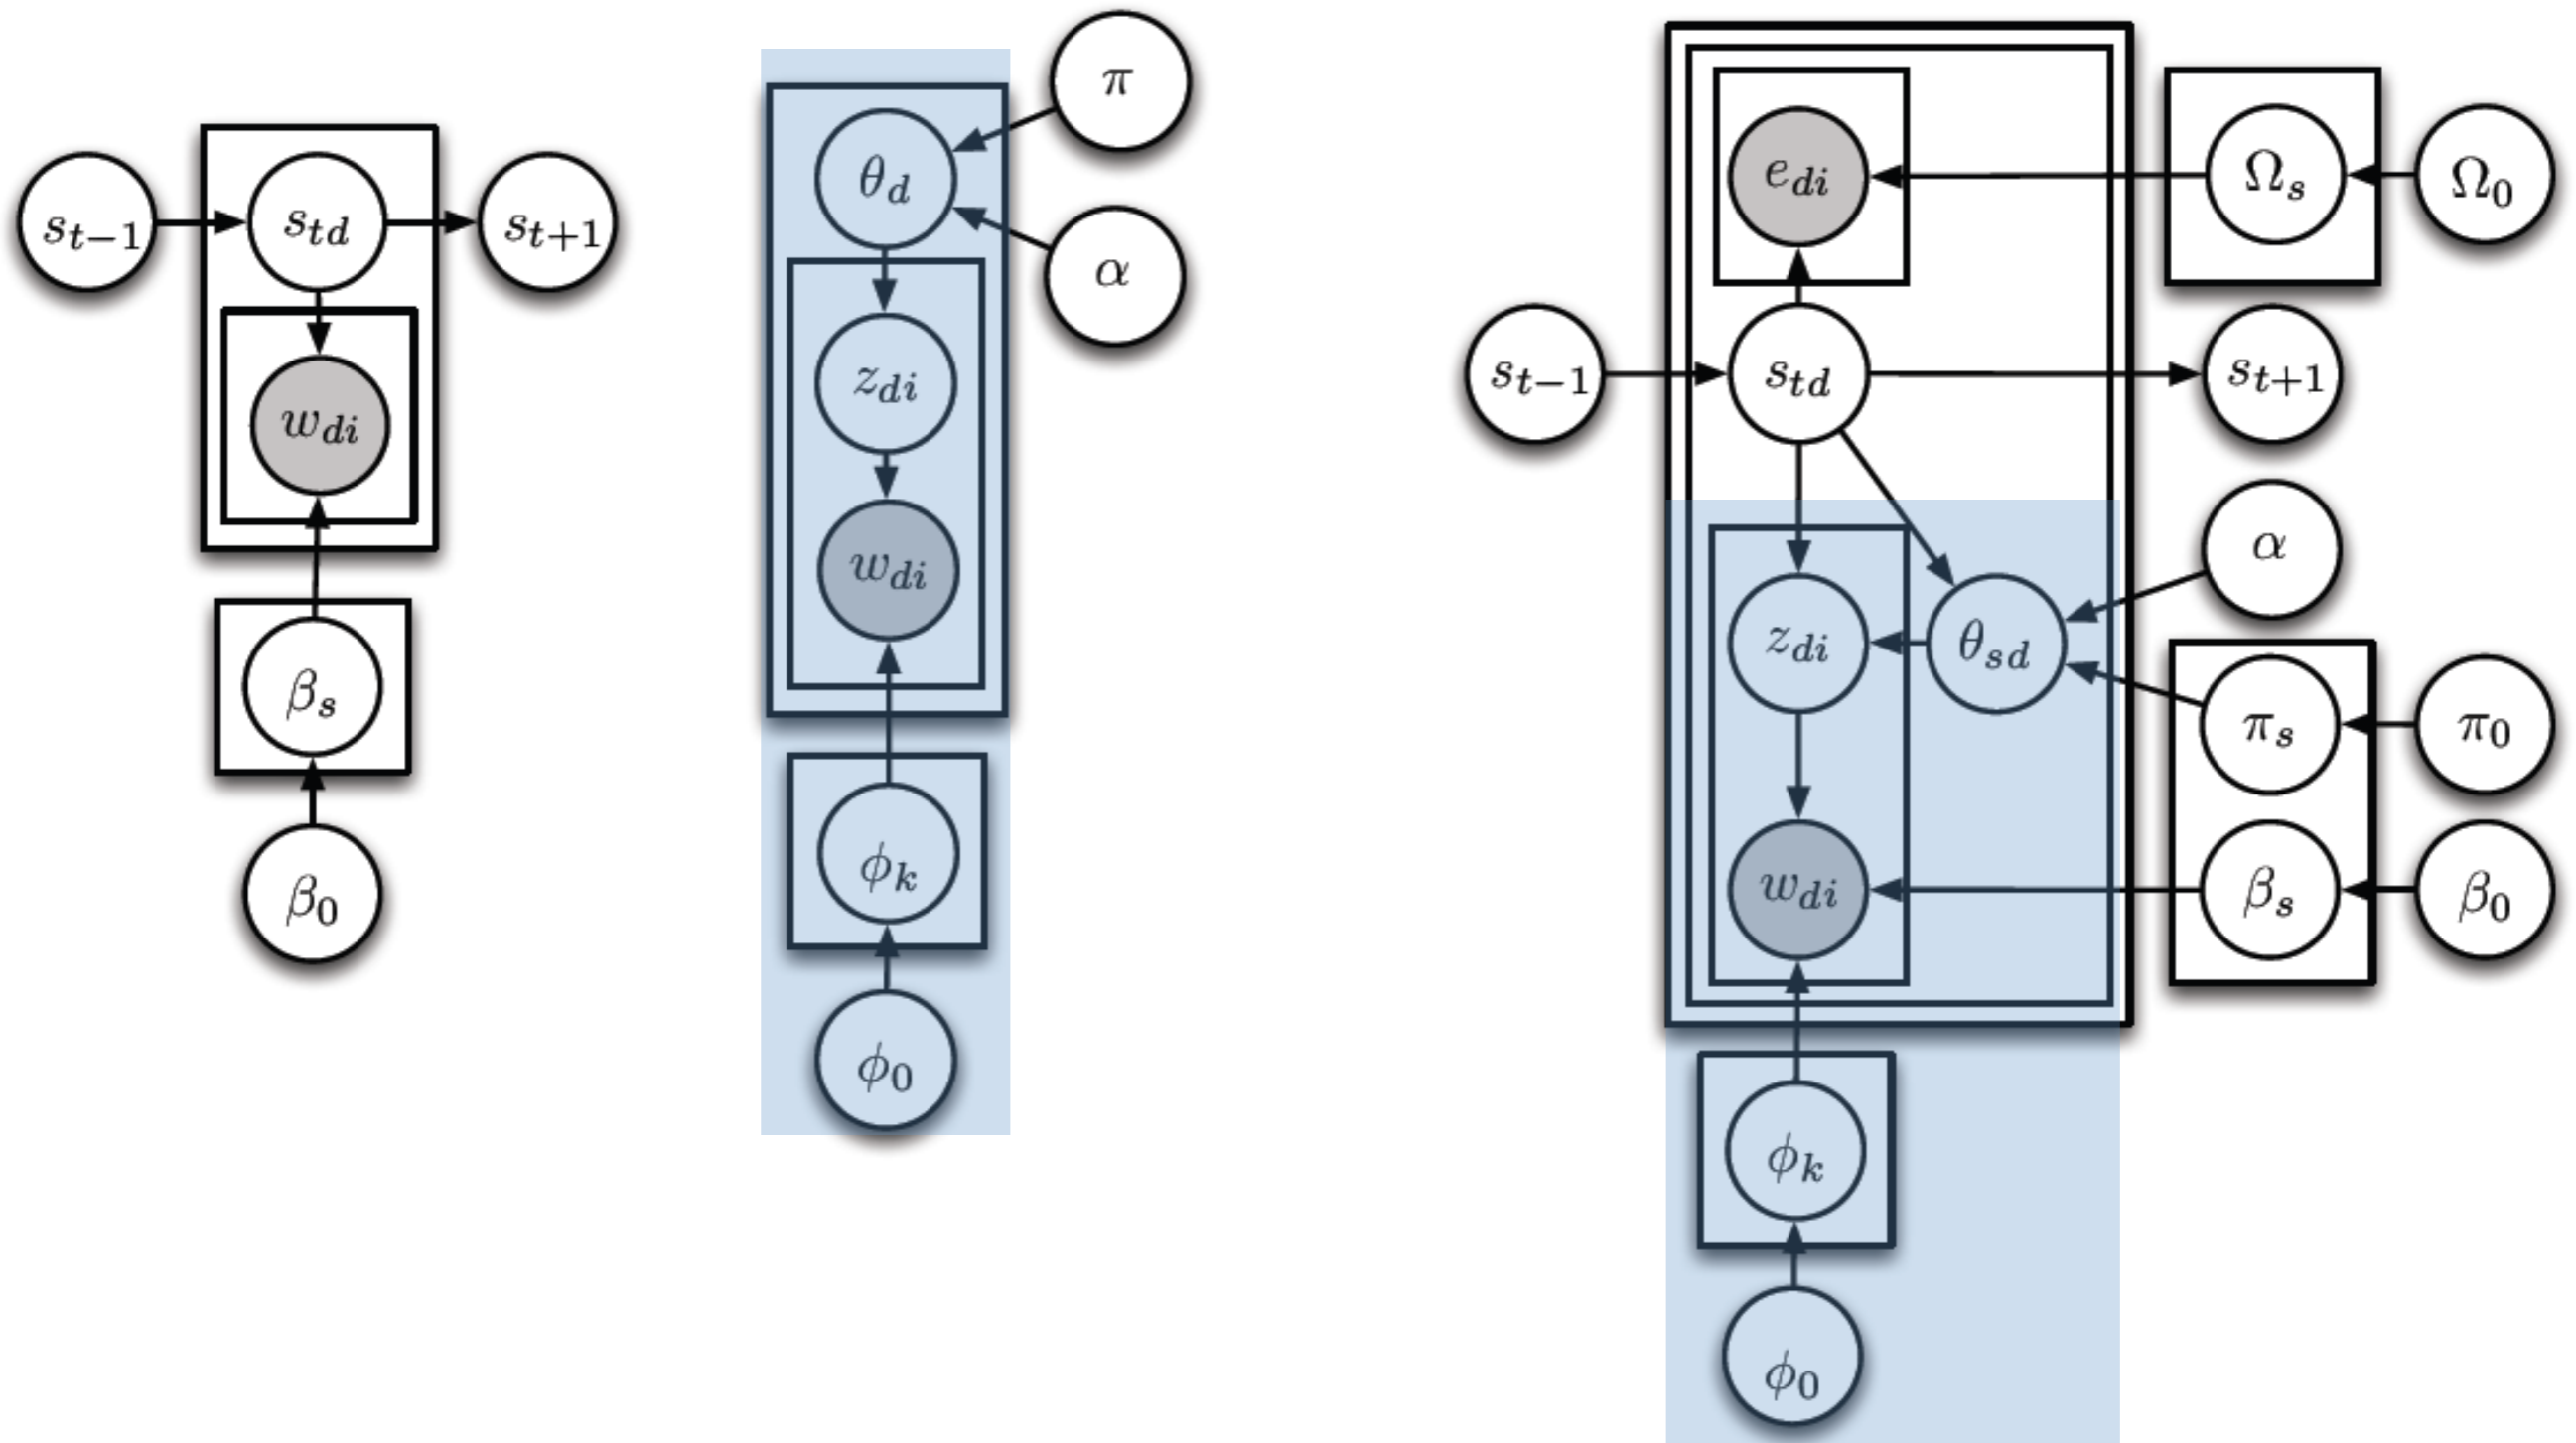 s_{t-1}
s_{td}
s_{t+1}
w_{di}
β_s
β_0
π
θ_d
α
z_{di}
w_{di}
ϕ_k
ϕ_0
e_{di}
Ω_s
Ω_0
s_{t-1}
s_{td}
s_{t+1}
α
z_{di}
θ_{sd}
π_s
π_0
w_{di}
β_s
β_0
ϕ_k
ϕ_0